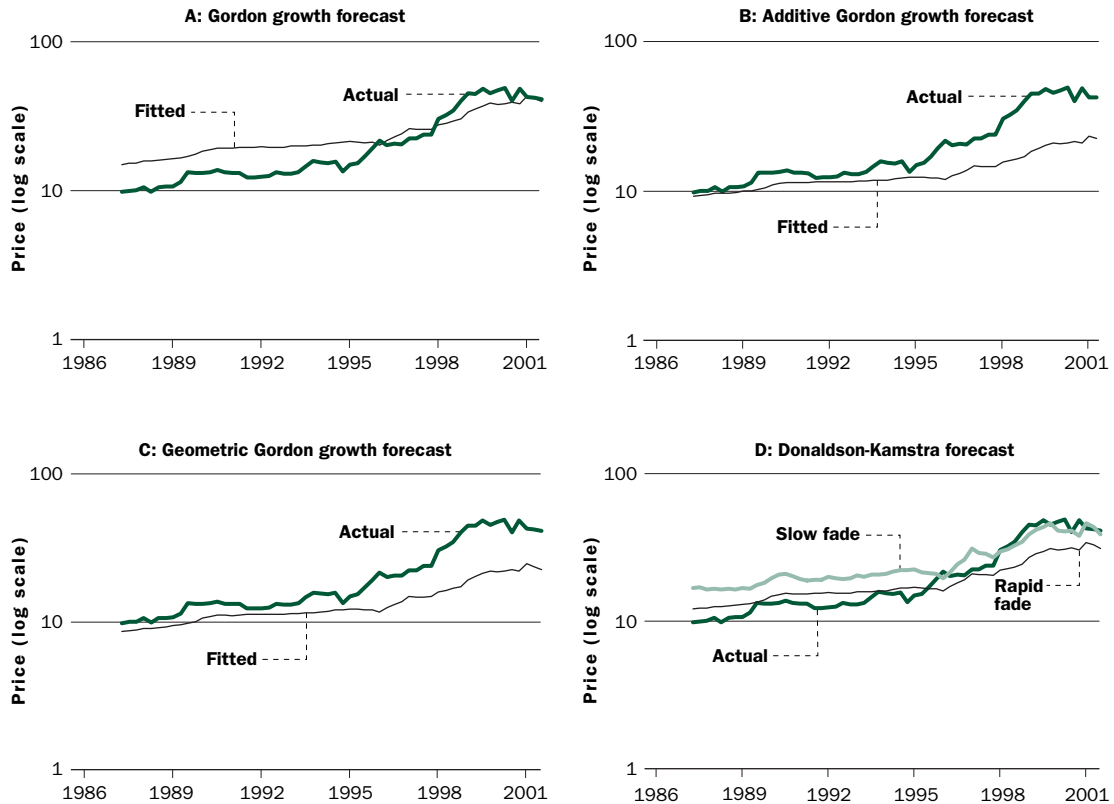 A: Gordon growth forecast
100
10
1
Price (log scale)
Fitted
Actual
1986 1989 1992 1995 1998 2001
B: Additive Gordon growth forecast
100
10
1
Price (log scale)
Actual
Fitted
1986 1989 1992 1995 1998 2001
C: Geometric Gordon growth forecast
100
10
1
Price (log scale)
Actual
Fitted
1986 1989 1992 1995 1998 2001
D: Donaldson-Kamstra forecast
100
10
1
Price (log scale)
Slow fade
Rapid
fade
Actual
1986 1989 1992 1995 1998 2001